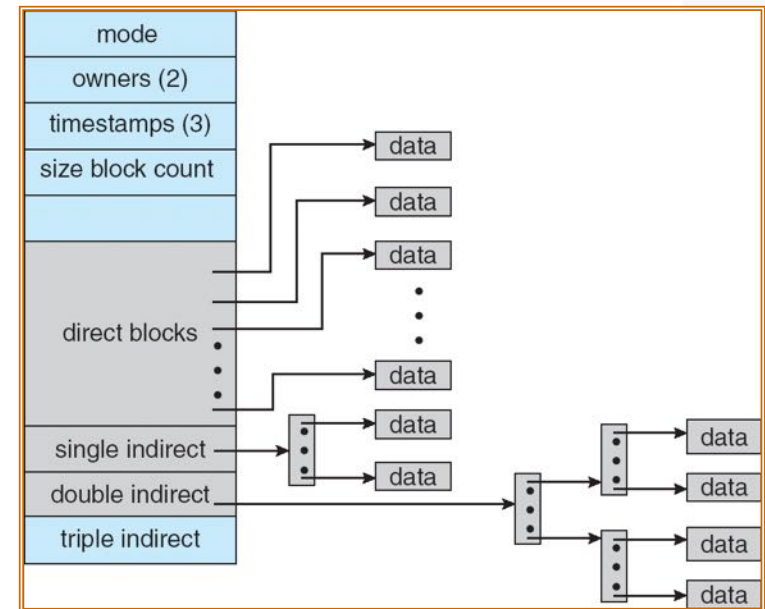 mode
owners (2)
timestamps (3)
size block count
direct blocks
single indirect
double indirect
triple indirect
data
data
data
data
data
data
data
data
data
data